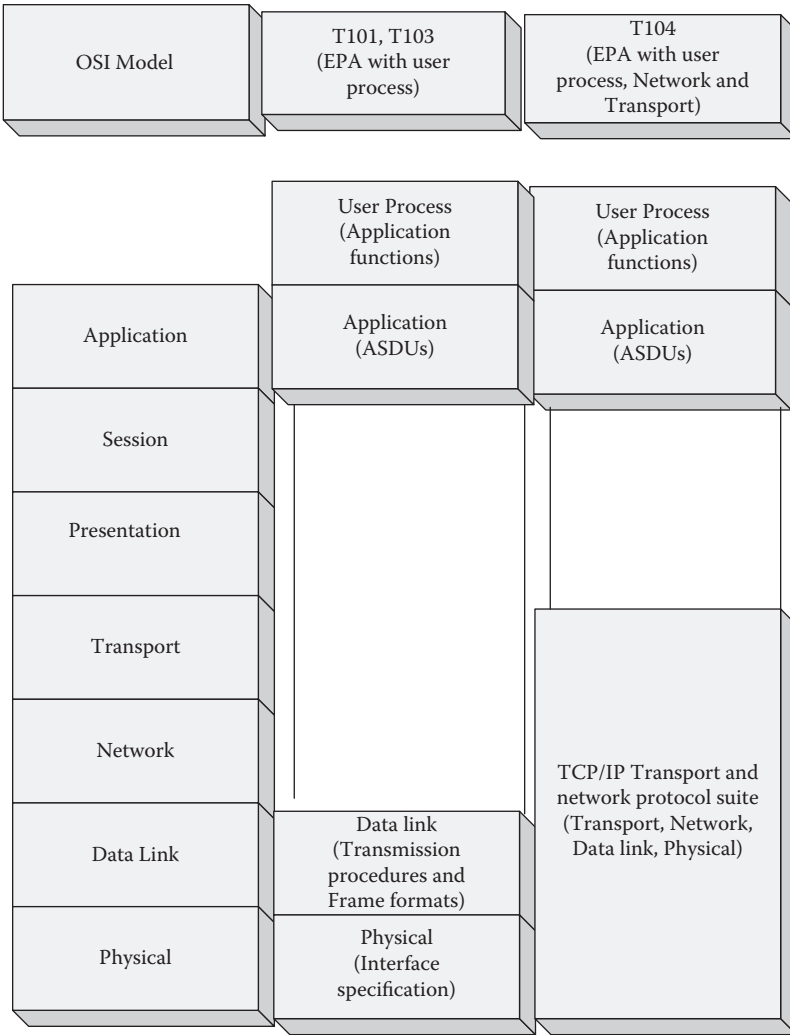 OSI Model
T101, T103
(EPA with user
process)
T104
(EPA with user
process, Network and
Transport)
User Process
(Application
functions)
User Process
(Application
functions)
Application
Application
(ASDUs)
Application
(ASDUs)
Session
Presentation
Transport
Network
TCP/IP Transport and
network protocol suite
(Transport, Network,
Data link, Physical)
Data Link
Data link
(Transmission
procedures and
Frame formats)
Physical
Physical
(Interface
specification)